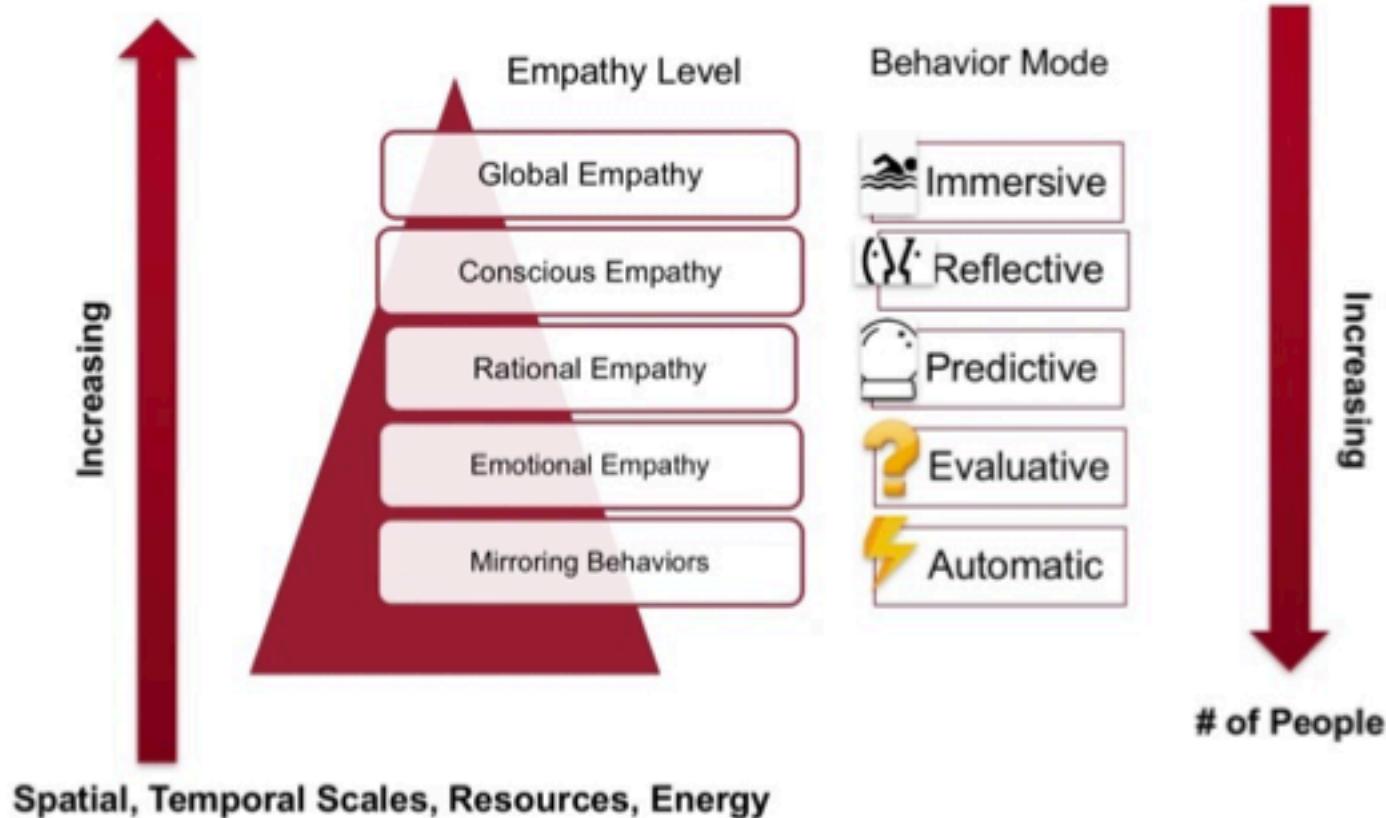 Empathy Level
Behavior Mode
Global Empathy
Immersive
Conscious Empathy
Reflective
Rational Empathy
Predictive
Emotional Empathy
Evaluative
Mirroring Behaviors
Automatic
Increasing
Increasing
# of People
Spatial, Temporal Scales, Resources, Energy